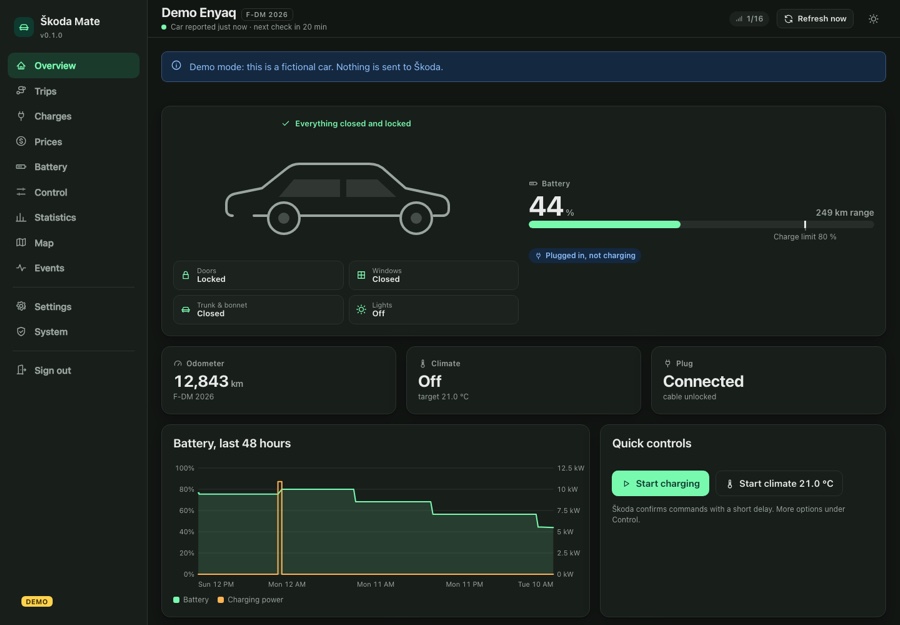 Škoda Mate
v0.1.0
Overview
Trips
Charges
Prices
Battery
Control
Statistics
Map
Events
Settings
System
Sign out
DEMO
Demo Enyaq F-DM 2026
Car reported just now · next check in 20 min
1/16
Refresh now
Demo mode: this is a fictional car. Nothing is sent to Škoda.
Everything closed and locked
Doors
Locked
Windows
Closed
Trunk & bonnet
Closed
Lights
Off
Battery
44 %
249 km range
Charge limit 80 %
Plugged in, not charging
Odometer
12,843 km
F-DM 2026
Climate
Off
target 21.0 °C
Plug
Connected
cable unlocked
Battery, last 48 hours
100%
80%
60%
40%
20%
0%
12.5 kW
10 kW
7.5 kW
5 kW
2.5 kW
0 kW
Sun 12 PM
Mon 12 AM
Mon 11 AM
Mon 11 PM
Tue 10 AM
Battery
Charging power
Quick controls
Start charging
Start climate 21.0 °C
Škoda confirms commands with a short delay. More options under
Control.